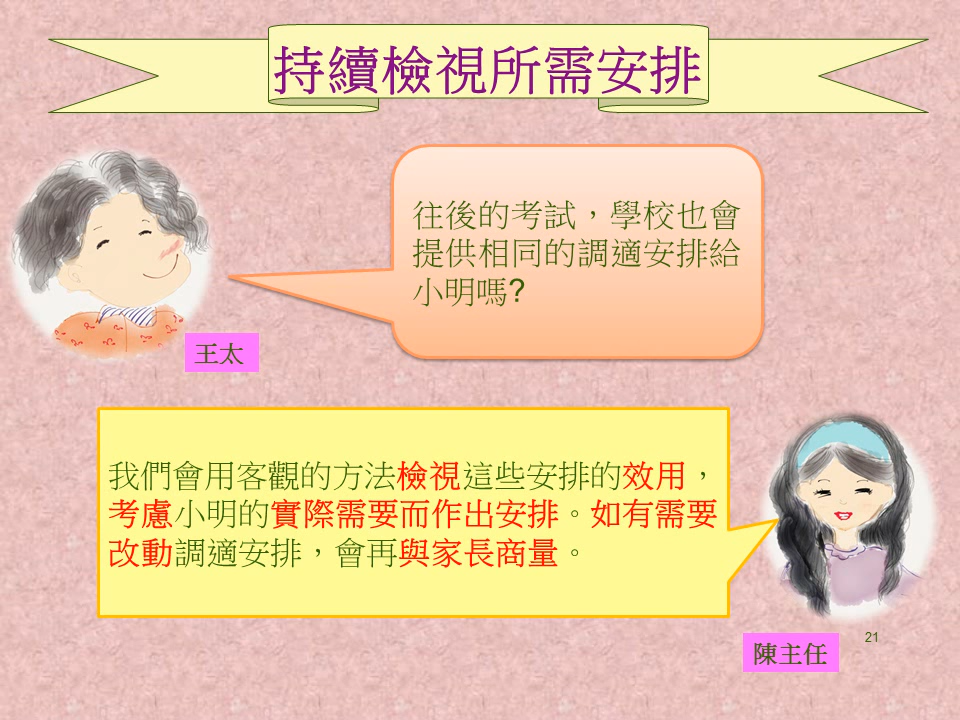 持續檢視所需安排
往後的考試，學校也會
提供相同的調適安排給
小明嗎?
王太
我們會用客觀的方法檢視這些安排的效用，
考慮小明的實際需要而作出安排。如有需要
改動調適安排，會再與家長商量。
陳主任
21